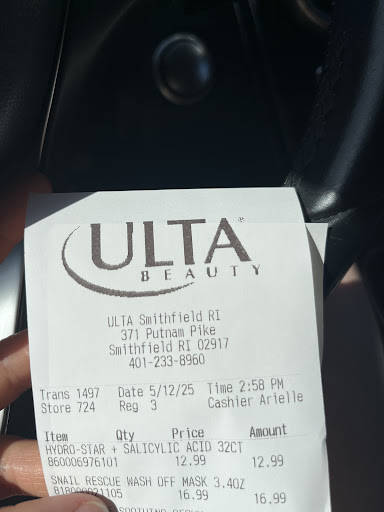 ULTA®
BEAUTY
ULTA Smithfield RI
371 Putnam Pike
Smithfield RI 02917
401-233-8960
Trans 1497 Date 5/12/25 Time 2:58 PM
Store 724 Reg 3 Cashier Arielle
Item Qty Price Amount
HYDRO-STAR + SALICYLIC ACID 32CT
860006976101 12.99 12.99
SNAIL RESCUE WASH OFF MASK 3.4OZ
16.99 16.99
SOOTHING